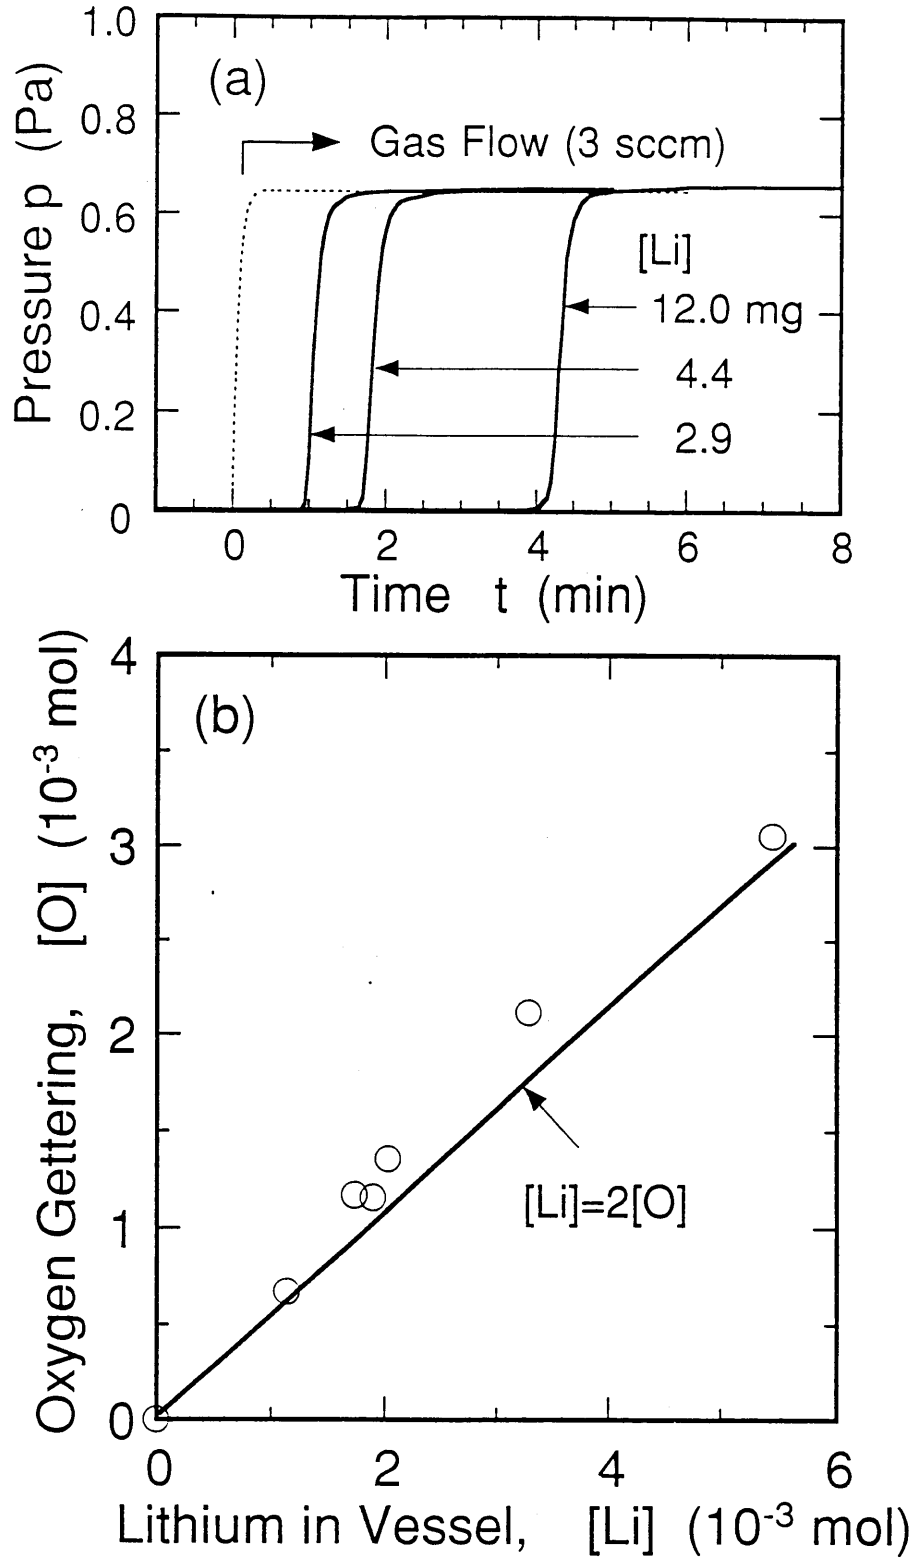 1.0
(a)
0.8
Gas Flow (3 sccm)
0.6
[Li]
12.0 mg
0.4
4.4
0.2
2.9
0
Pressure p (Pa)
0 2 4 6 8
Time t (min)
4
(b)
3
2
[Li]=2[O]
1
0
Oxygen Gettering, [O] (10⁻³ mol)
0 2 4 6
Lithium in Vessel, [Li] (10⁻³ mol)